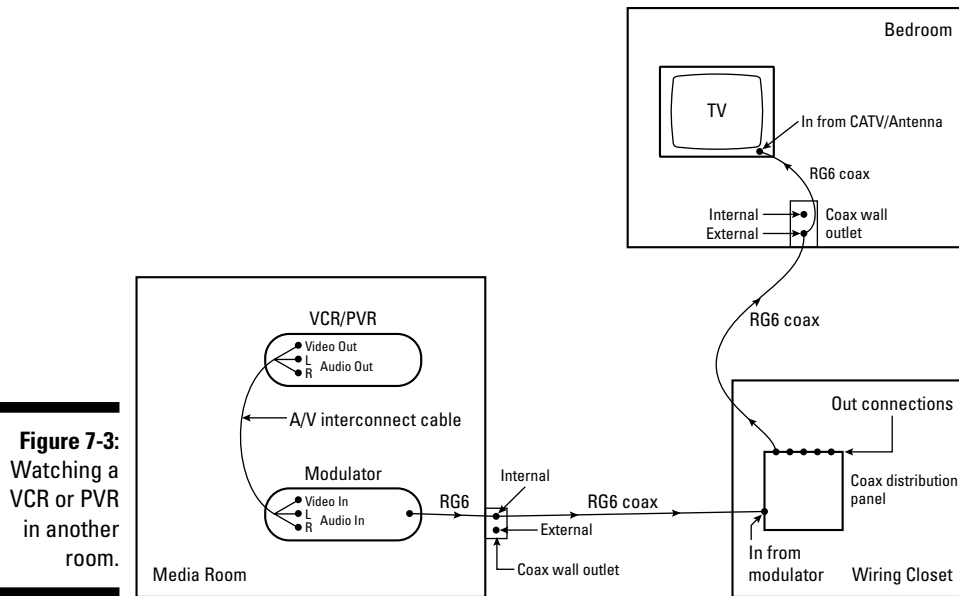 Bedroom
TV
In from CATV/Antenna
RG6 coax
Internal
External
Coax wall
outlet
RG6 coax
VCR/PVR
Video Out
L
Audio Out
R
A/V interconnect cable
Modulator
Video In
L
Audio In
R
RG6
Internal
External
RG6 coax
Coax wall outlet
Media Room
Out connections
Coax distribution
panel
In from
modulator
Wiring Closet
Figure 7-3:
Watching a
VCR or PVR
in another
room.